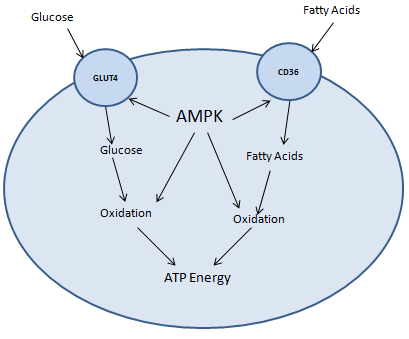 Glucose
Fatty Acids
GLUT4
CD36
AMPK
Glucose
Fatty Acids
Oxidation
Oxidation
ATP Energy